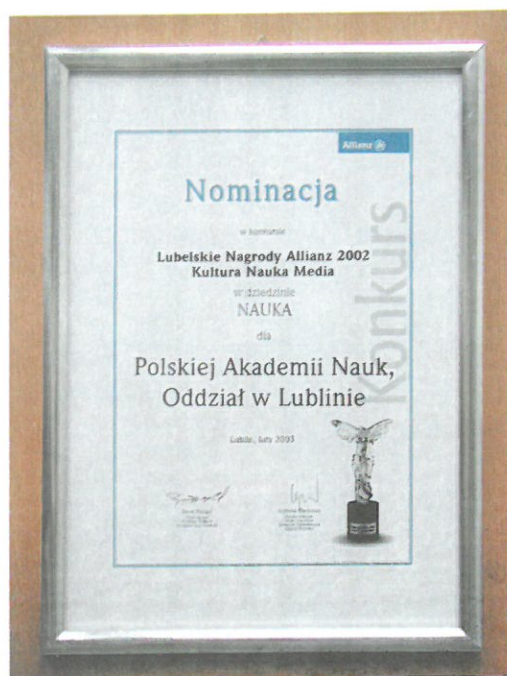 Allianz
Nominacja
w konkursie
Lubelskie Nagrody Allianz 2002
Kultura Nauka Media
w dziedzinie
NAUKA
dla
Polskiej Akademii Nauk,
Oddział w Lublinie
Lublin, luty 2003
Konkurs